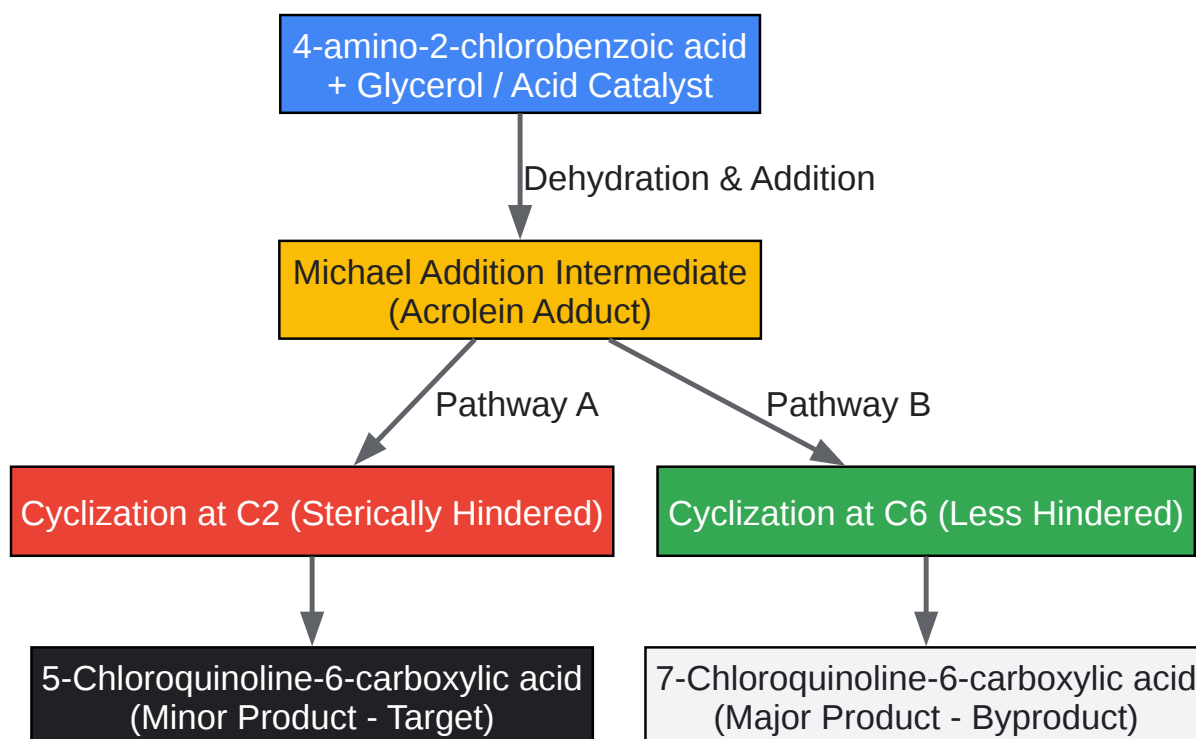 4-amino-2-chlorobenzoic acid
+ Glycerol / Acid Catalyst
Dehydration & Addition
Michael Addition Intermediate
(Acrolein Adduct)
Pathway A
Pathway B
Cyclization at C2 (Sterically Hindered)
Cyclization at C6 (Less Hindered)
5-Chloroquinoline-6-carboxylic acid
(Minor Product - Target)
7-Chloroquinoline-6-carboxylic acid
(Major Product - Byproduct)